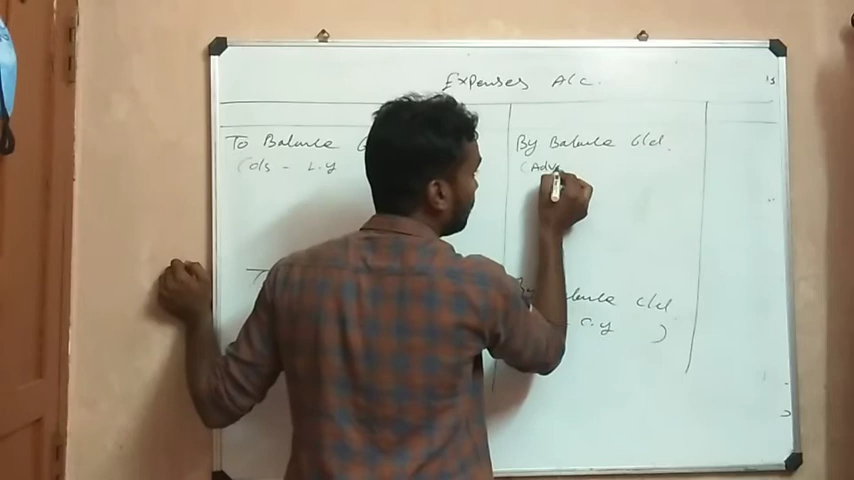 Expenses A/c.
To Balance
(o/s - L.y
By Balance b/d.
(Adv
Balance c/d
- C.y )